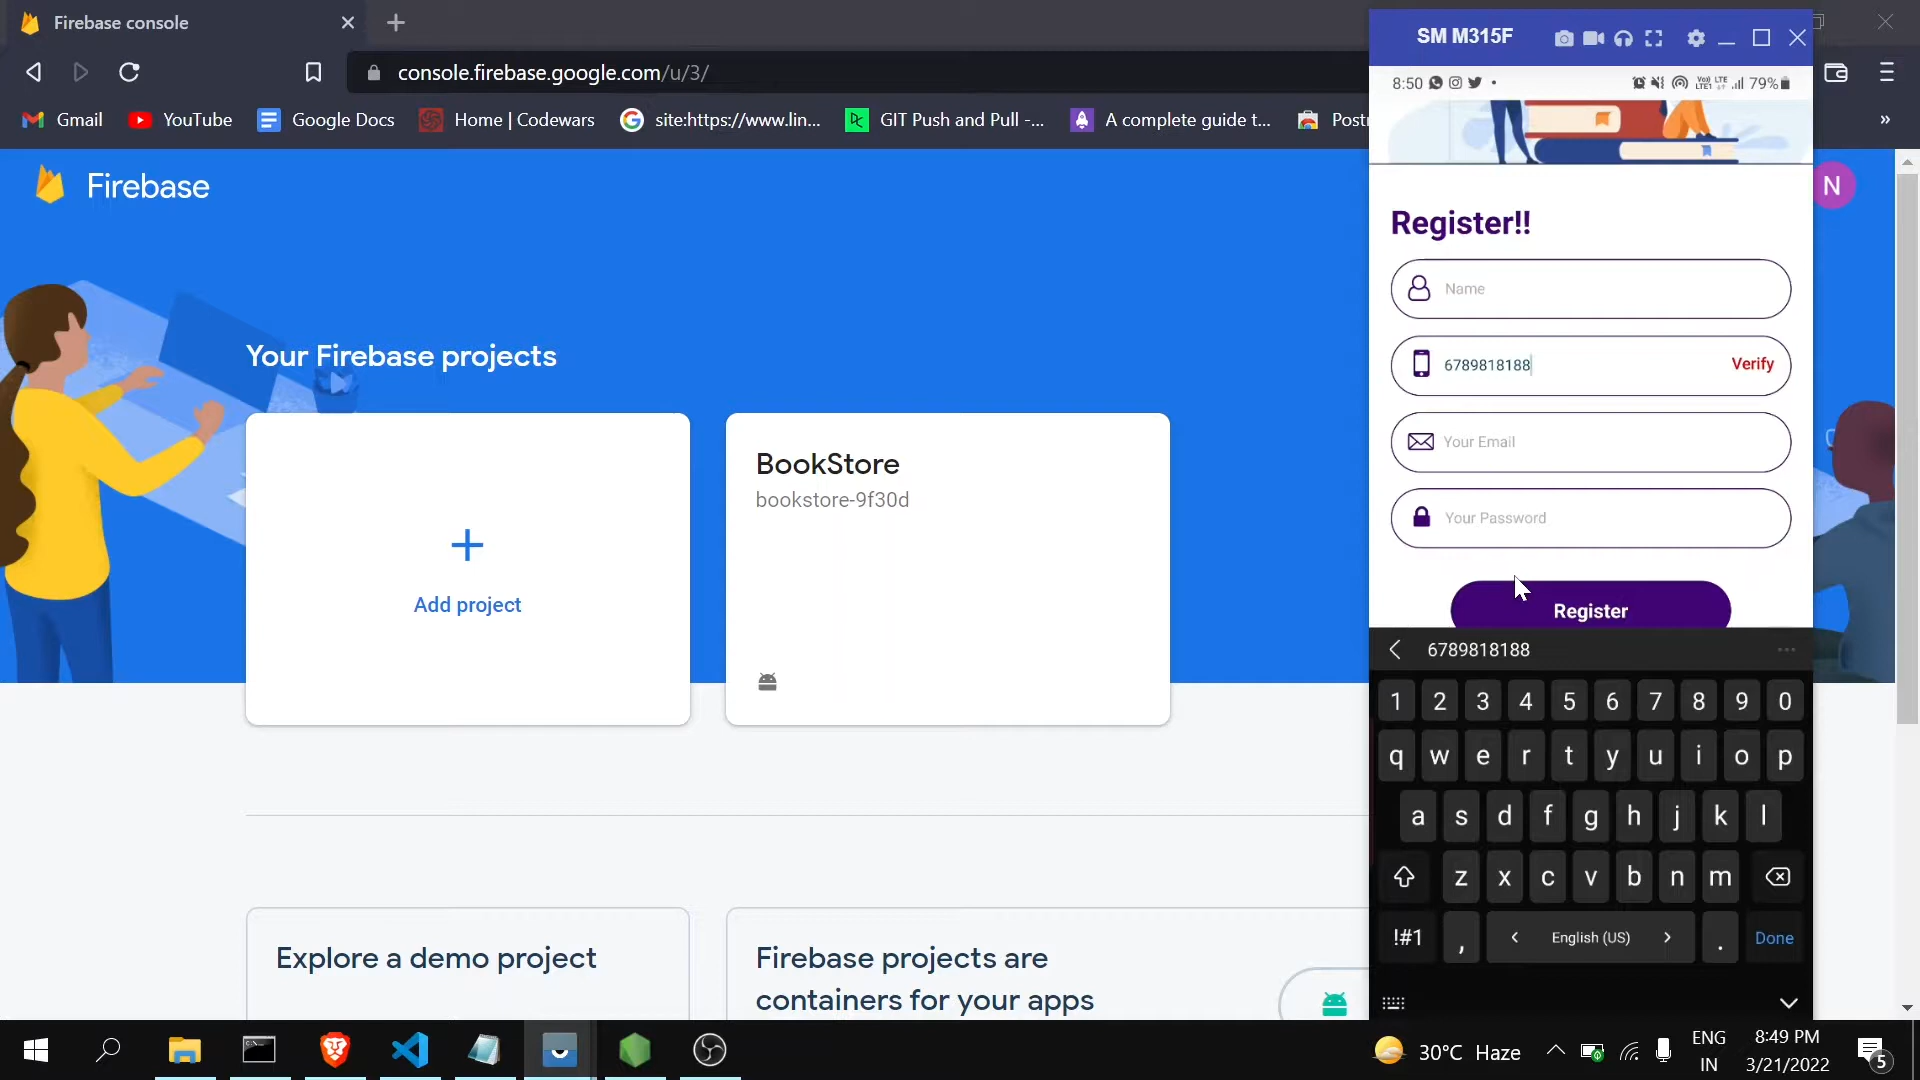 Firebase console
console.firebase.google.com/u/3/
Gmail
YouTube
Google Docs
Home | Codewars
site:https://www.lin...
GIT Push and Pull -...
A complete guide t...
Postr
»
Firebase
Your Firebase projects
+
Add project
BookStore
bookstore-9f30d
Explore a demo project
Firebase projects are
containers for your apps
N
SM M315F
8:50
79%
Register!!
Name
6789818188
Verify
Your Email
Your Password
Register
6789818188
1 2 3 4 5 6 7 8 9 0
q w e r t y u i o p
a s d f g h j k l
z x c v b n m
!#1 , < English (US) > . Done
30°C Haze
ENG
IN
8:49 PM
3/21/2022
5